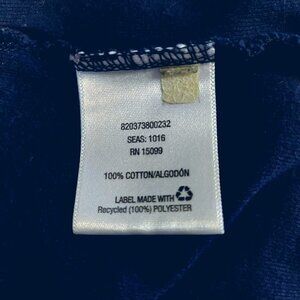 820373800232
SEAS: 1016
RN 15099
100% COTTON/ALGODÓN
LABEL MADE WITH
Recycled (100%) POLYESTER